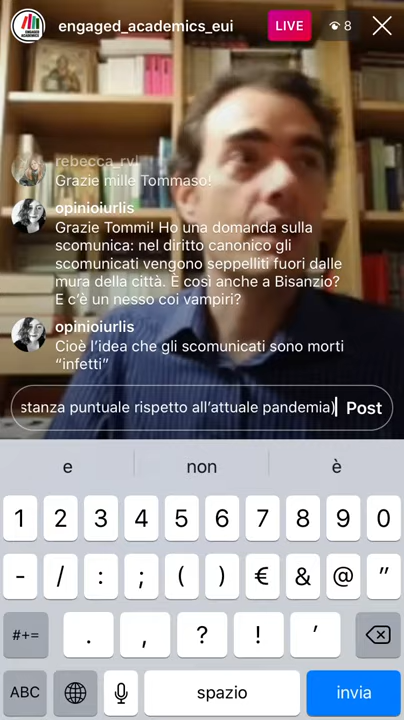 engaged_academics_eui
LIVE
8
rebecca_rvl
Grazie mille Tommaso!
opinioiurlis
Grazie Tommi! Ho una domanda sulla
scomunica: nel diritto canonico gli
scomunicati vengono seppelliti fuori dalle
mura della città. È così anche a Bisanzio?
E c'è un nesso coi vampiri?
opinioiurlis
Cioè l'idea che gli scomunicati sono morti
“infetti”
stanza puntuale rispetto all'attuale pandemia) Post
e non è
1 2 3 4 5 6 7 8 9 0
- / : ; ( ) € & @ "
#+= . , ? ! '
ABC spazio invia